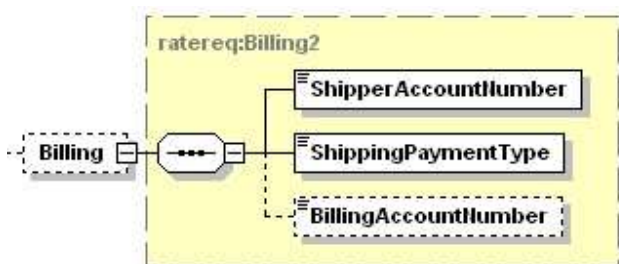 ratereq:Billing2
ShipperAccountNumber
Billing
ShippingPaymentType
BillingAccountNumber